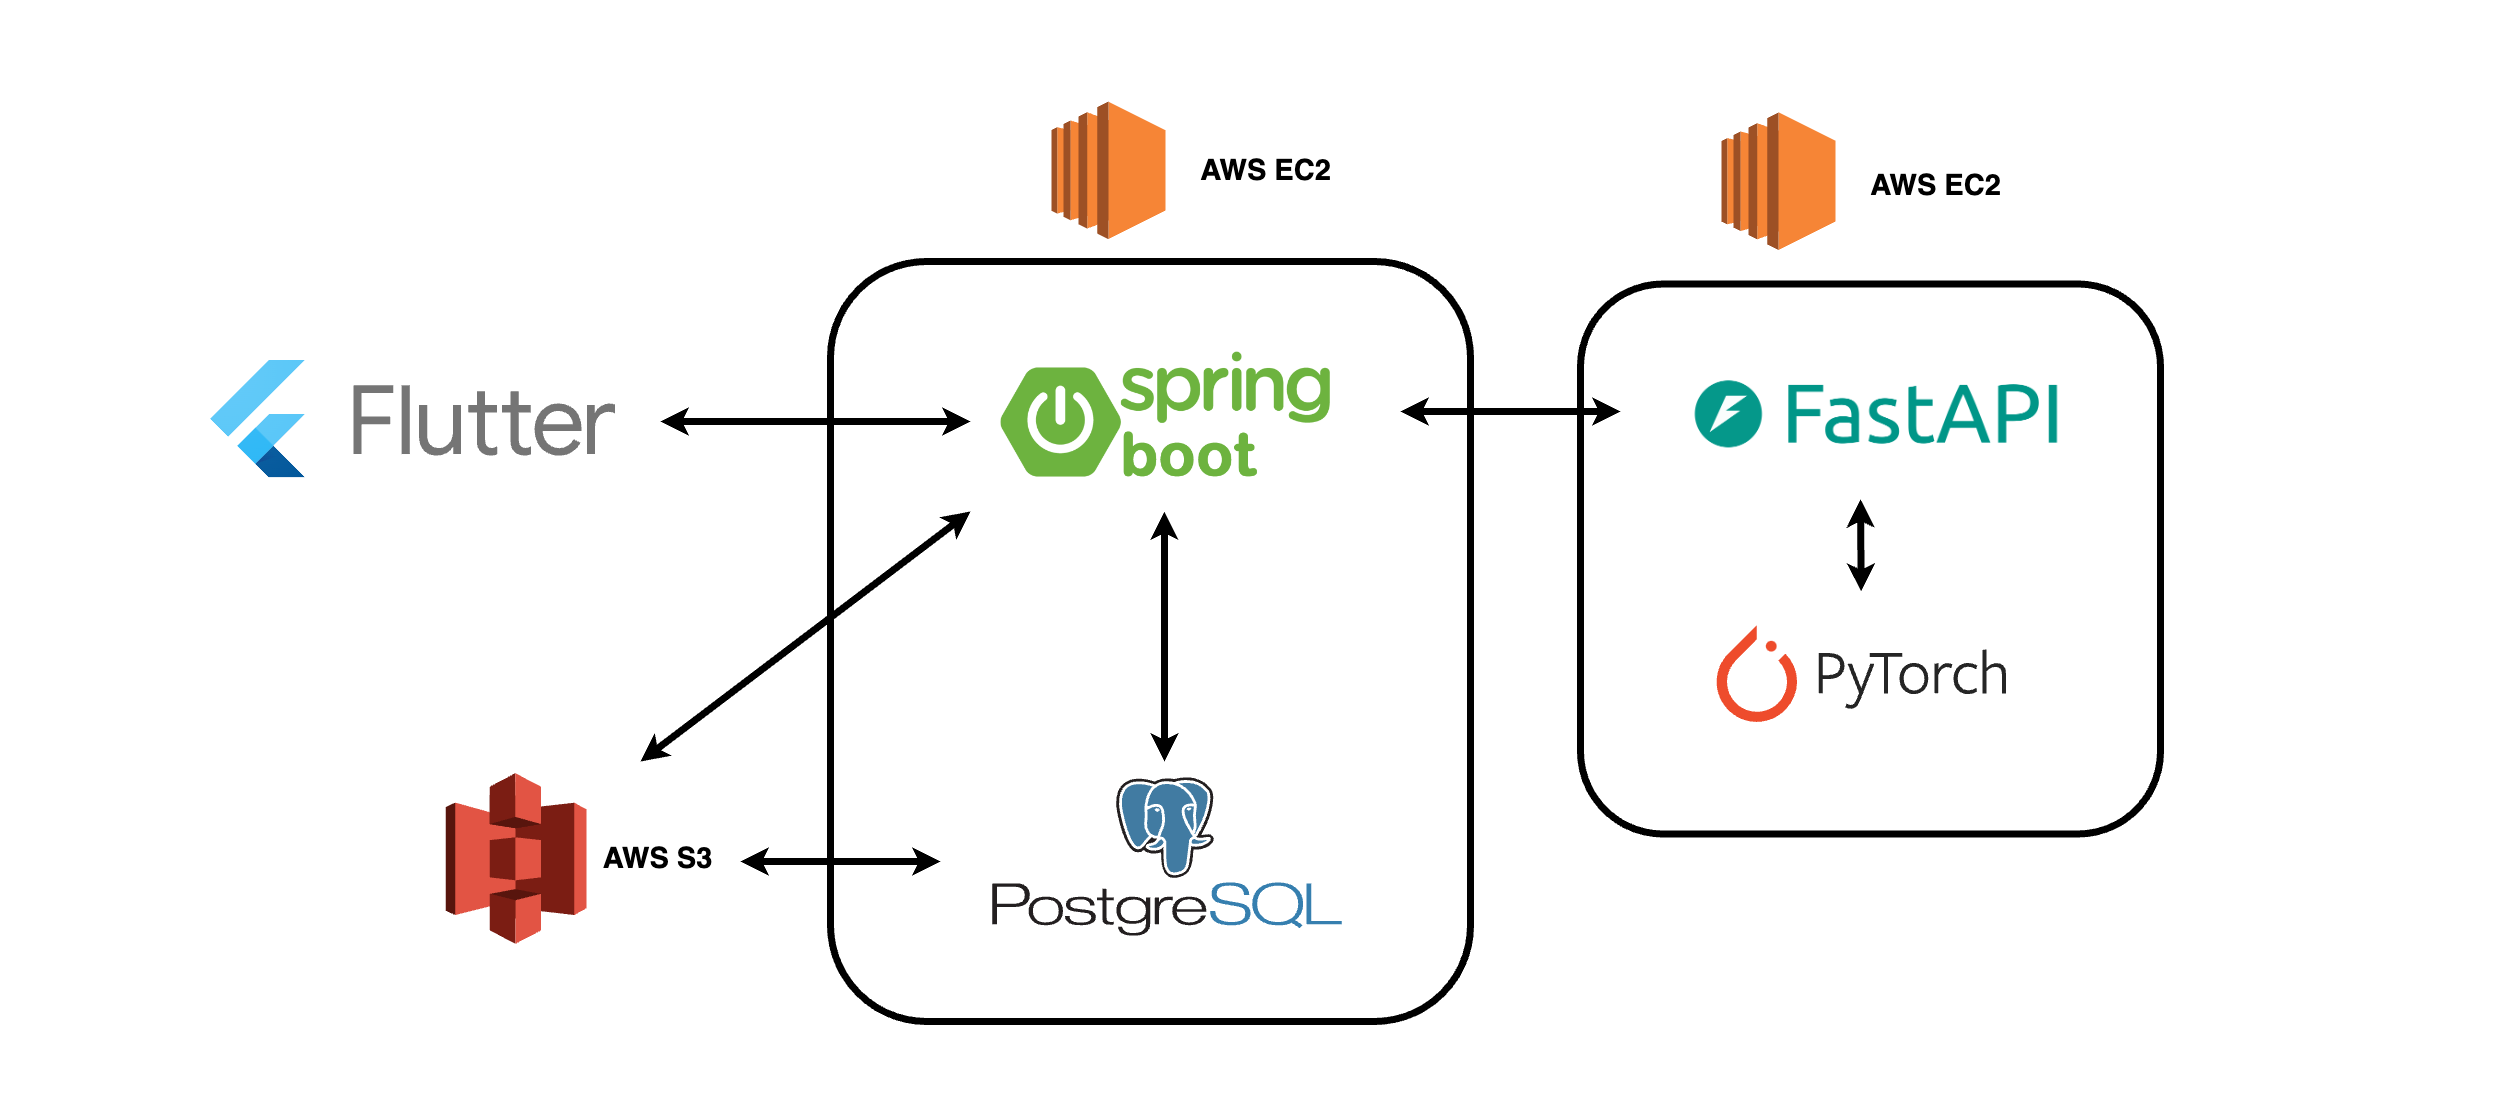 AWS EC2
AWS EC2
Flutter
spring
boot
FastAPI
PyTorch
AWS S3
PostgreSQL